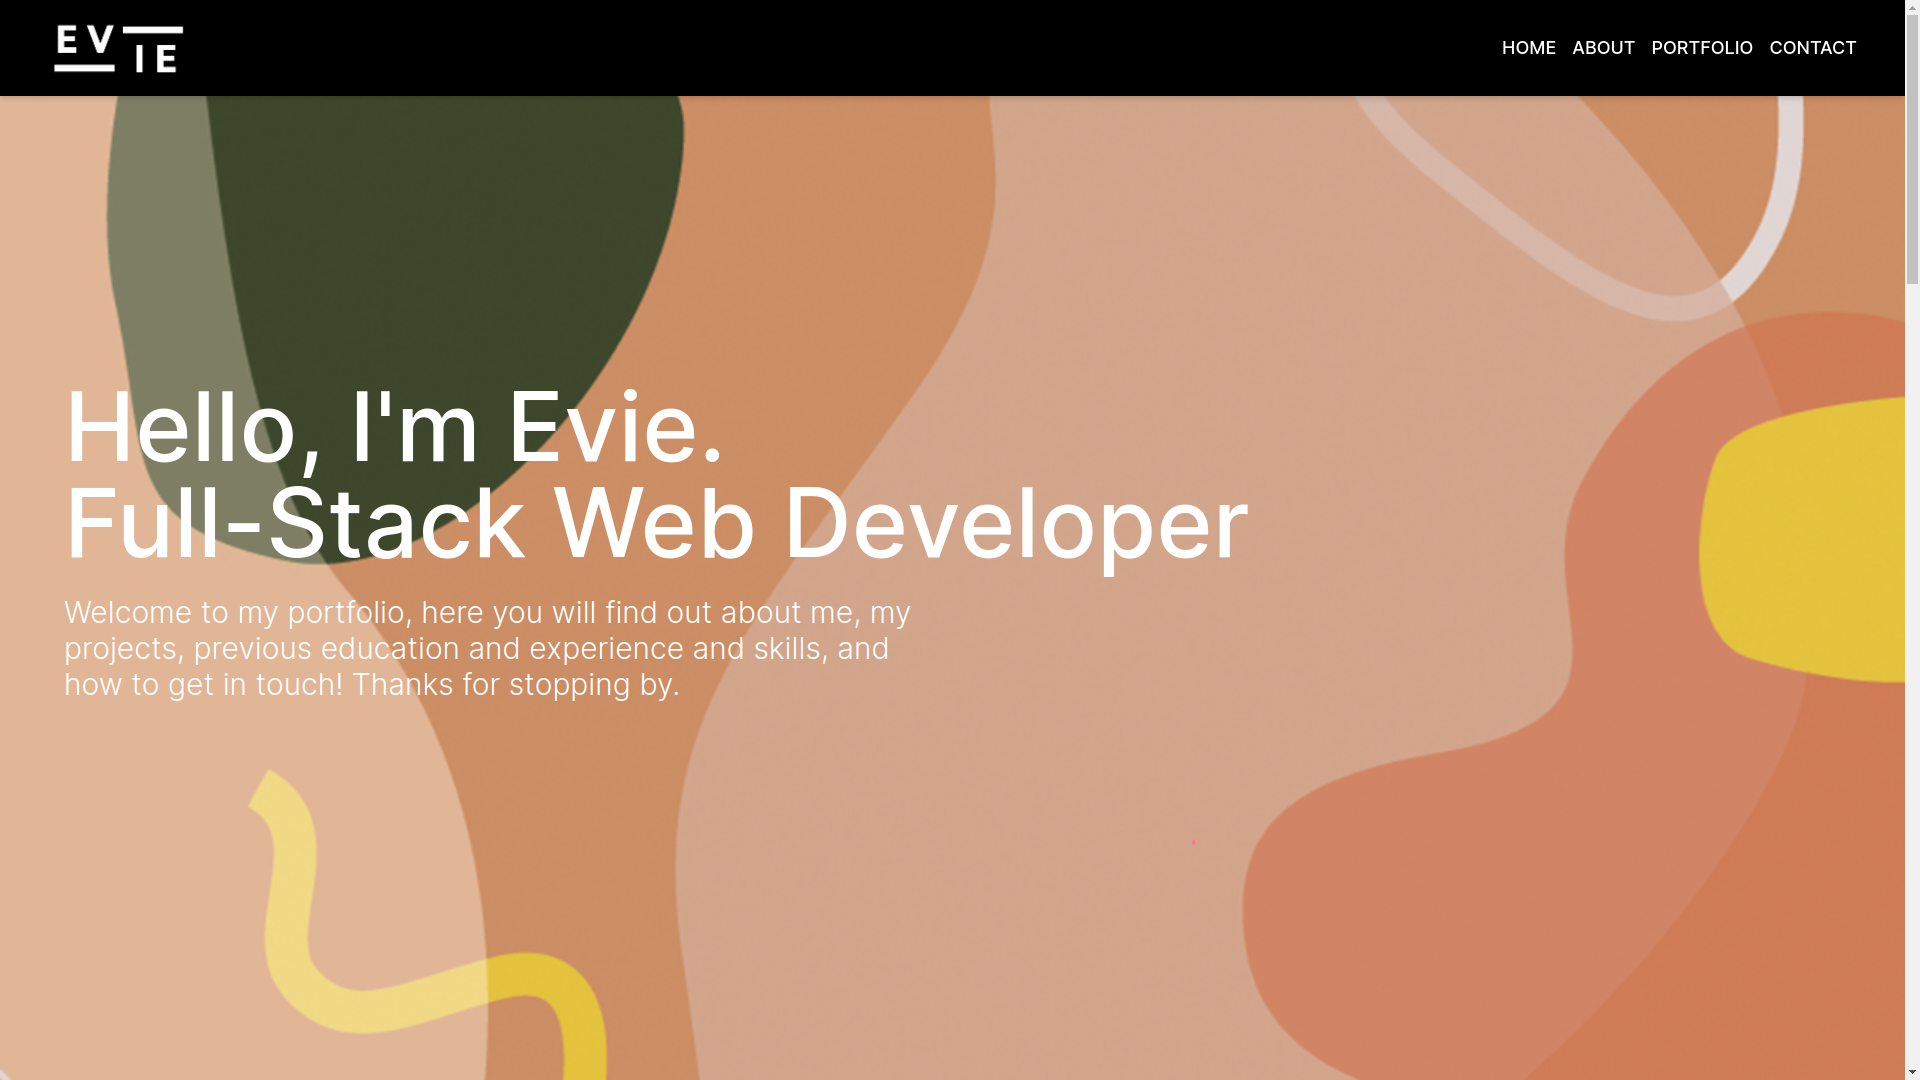 EVIE
HOME ABOUT PORTFOLIO CONTACT
Hello, I'm Evie.
Full-Stack Web Developer
Welcome to my portfolio, here you will find out about me, my
projects, previous education and experience and skills, and
how to get in touch! Thanks for stopping by.